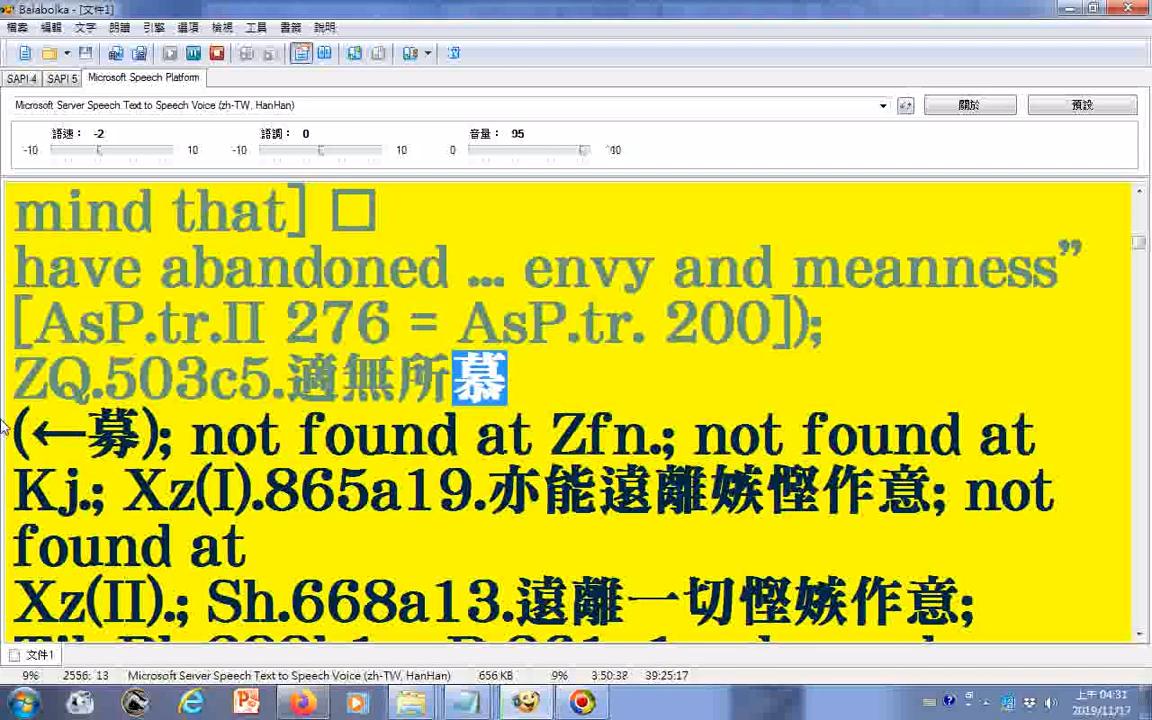 Balabolka - [文件1]
檔案 編輯 文字 朗讀 引擎 選項 檢視 工具 書籤 說明
SAPI 4 SAPI 5 Microsoft Speech Platform
Microsoft Server Speech Text to Speech Voice (zh-TW, HanHan) 關於 預設
語速： -2 語調： 0 音量： 95
-10 10 -10 10 0
mind that] □
have abandoned ... envy and meanness”
[AsP.tr.II 276 = AsP.tr. 200]);
ZQ.503c5.適無所慕
(←募); not found at Zfn.; not found at
Kj.; Xz(I).865a19.亦能遠離嫉慳作意; not
found at
Xz(II).; Sh.668a13.遠離一切慳嫉作意;
文件1
9% 2556: 13 Microsoft Server Speech Text to Speech Voice (zh-TW, HanHan) 656 KB 9% 3:50:38 39:25:17
上午 04:31
2019/11/17